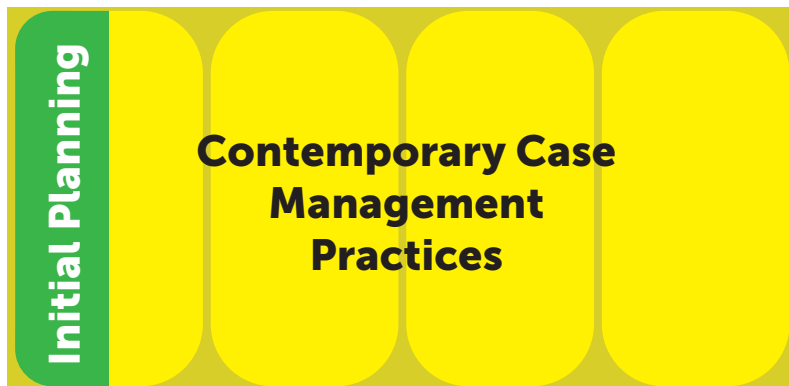 Initial Planning
Contemporary Case
Management
Practices